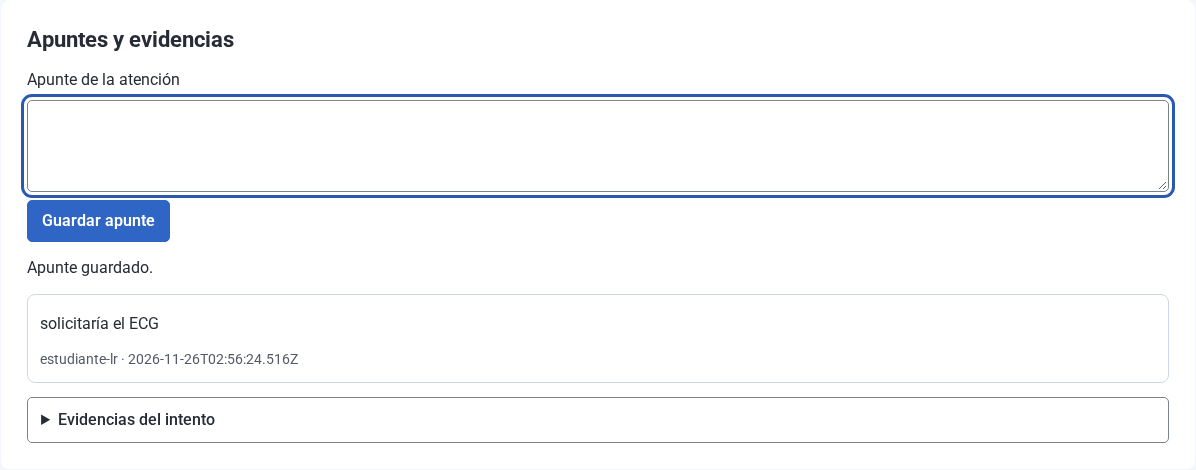 Apuntes y evidencias
Apunte de la atención
Guardar apunte
Apunte guardado.
solicitaría el ECG
estudiante-lr · 2026-11-26T02:56:24.516Z
Evidencias del intento